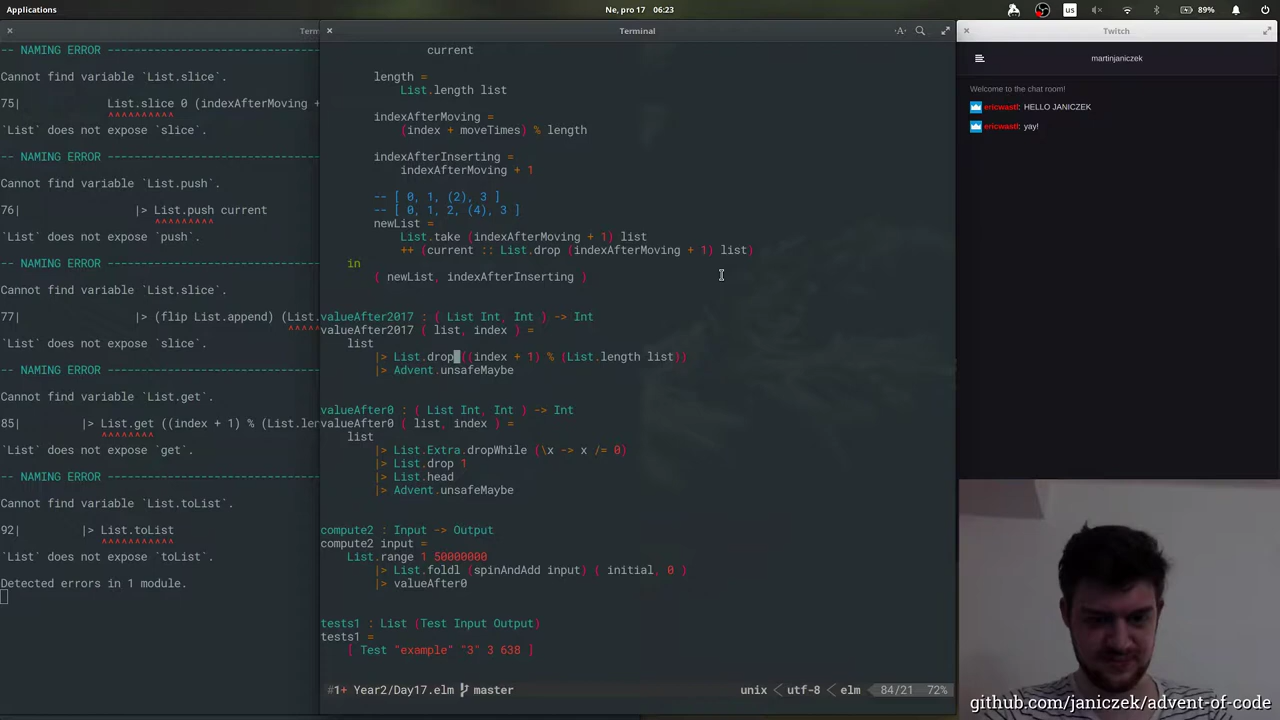 Applications
Ne, pro 17 06:23
us
89%
Term
Terminal
Twitch
-- NAMING ERROR
Cannot find variable `List.slice`.
75| List.slice 0 (indexAfterMoving +
^^^^^^^^^^
`List` does not expose `slice`.
-- NAMING ERROR
Cannot find variable `List.push`.
76| |> List.push current
^^^^^^^^^
`List` does not expose `push`.
-- NAMING ERROR
Cannot find variable `List.slice`.
77| |> (flip List.append) (List.
^^^^^
`List` does not expose `slice`.
-- NAMING ERROR
Cannot find variable `List.get`.
85| |> List.get ((index + 1) % (List.len
^^^^^^^^
`List` does not expose `get`.
-- NAMING ERROR
Cannot find variable `List.toList`.
92| |> List.toList
^^^^^^^^^^^
`List` does not expose `toList`.
Detected errors in 1 module.
current
length =
List.length list
indexAfterMoving =
(index + moveTimes) % length
indexAfterInserting =
indexAfterMoving + 1
-- [ 0, 1, (2), 3 ]
-- [ 0, 1, 2, (4), 3 ]
newList =
List.take (indexAfterMoving + 1) list
++ (current :: List.drop (indexAfterMoving + 1) list)
in
( newList, indexAfterInserting )
valueAfter2017 : ( List Int, Int ) -> Int
valueAfter2017 ( list, index ) =
list
|> List.drop ((index + 1) % (List.length list))
|> Advent.unsafeMaybe
valueAfter0 : ( List Int, Int ) -> Int
valueAfter0 ( list, index ) =
list
|> List.Extra.dropWhile (\x -> x /= 0)
|> List.drop 1
|> List.head
|> Advent.unsafeMaybe
compute2 : Input -> Output
compute2 input =
List.range 1 50000000
|> List.foldl (spinAndAdd input) ( initial, 0 )
|> valueAfter0
tests1 : List (Test Input Output)
tests1 =
[ Test "example" "3" 3 638 ]
#1+ Year2/Day17.elm master
unix < utf-8 < elm 84/21 72%
martinjaniczek
Welcome to the chat room!
ericwastl: HELLO JANICZEK
ericwastl: yay!
github.com/janiczek/advent-of-code